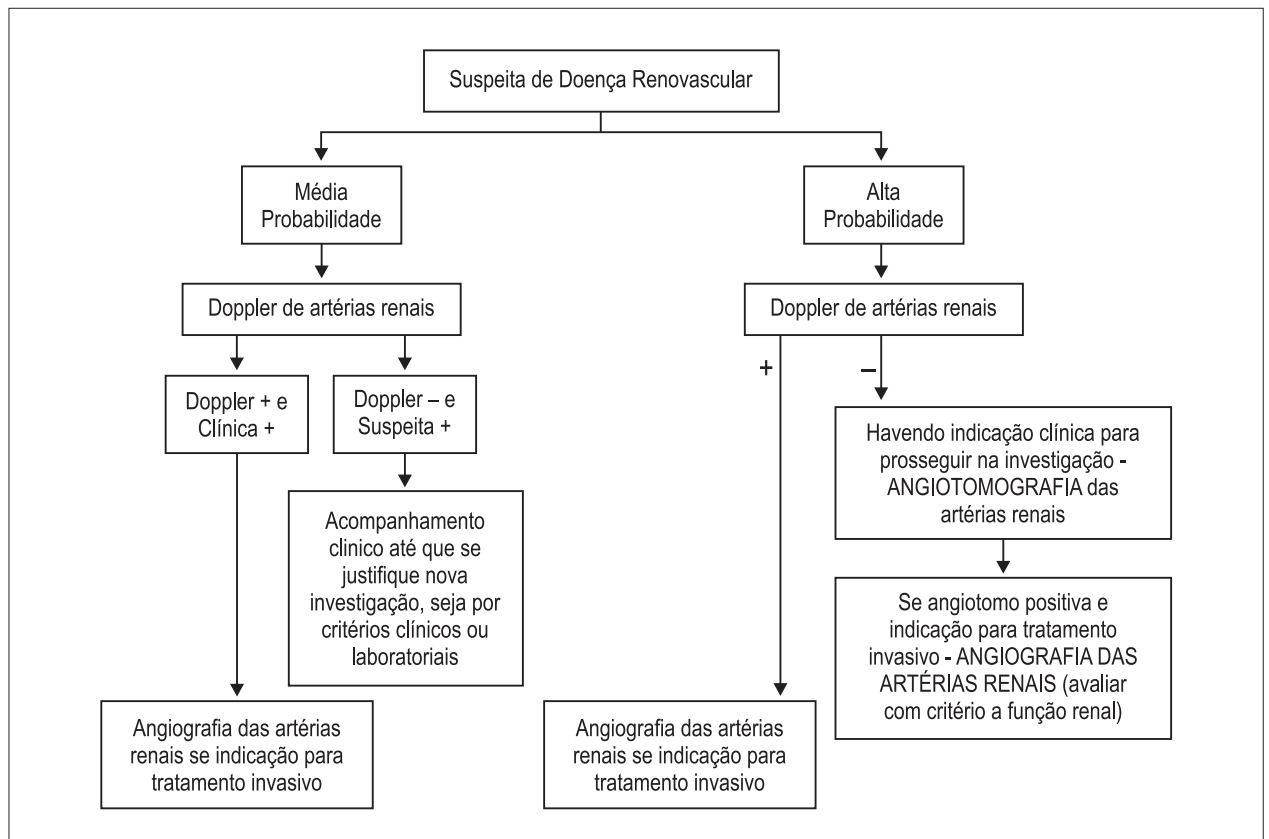 Suspeita de Doença Renovascular
Média
Probabilidade
Alta
Probabilidade
Doppler de artérias renais
Doppler de artérias renais
Doppler + e
Clínica +
Doppler – e
Suspeita +
+
–
Havendo indicação clínica para
prosseguir na investigação -
ANGIOTOMOGRAFIA das
artérias renais
Acompanhamento
clinico até que se
justifique nova
investigação, seja por
critérios clínicos ou
laboratoriais
Se angiotomo positiva e
indicação para tratamento
invasivo - ANGIOGRAFIA DAS
ARTÉRIAS RENAIS (avaliar
com critério a função renal)
Angiografia das artérias
renais se indicação para
tratamento invasivo
Angiografia das artérias
renais se indicação para
tratamento invasivo